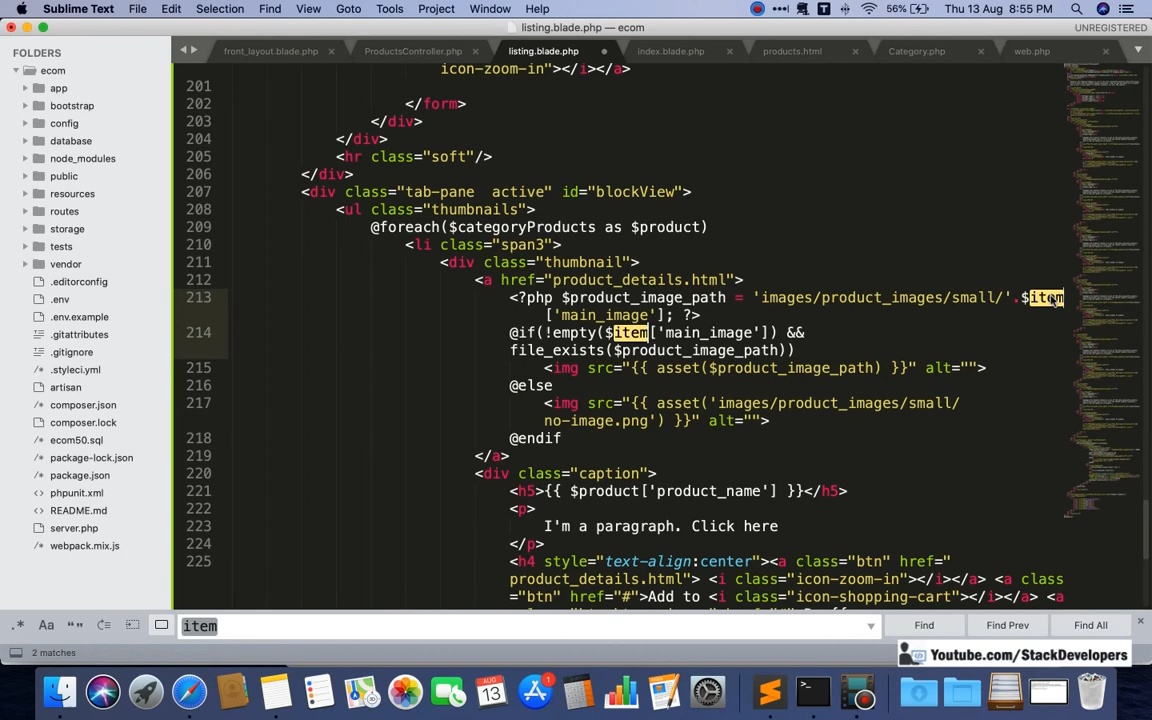 Sublime Text File Edit Selection Find View Goto Tools Project Window Help 56% Thu 13 Aug 8:55 PM
listing.blade.php — ecom UNREGISTERED
FOLDERS
ecom
app
bootstrap
config
database
node_modules
public
resources
routes
storage
tests
vendor
.editorconfig
.env
.env.example
.gitattributes
.gitignore
.styleci.yml
artisan
composer.json
composer.lock
ecom50.sql
package-lock.json
package.json
phpunit.xml
README.md
server.php
webpack.mix.js
front_layout.blade.php ProductsController.php listing.blade.php index.blade.php products.html Category.php web.php
icon-zoom-in"></i></a>
201
202 </form>
203 </div>
204 </div>
205 <hr class="soft"/>
206 </div>
207 <div class="tab-pane  active" id="blockView">
208 <ul class="thumbnails">
209 @foreach($categoryProducts as $product)
210 <li class="span3">
211 <div class="thumbnail">
212 <a href="product_details.html">
213 <?php $product_image_path = 'images/product_images/small/'.$item
['main_image']; ?>
214 @if(!empty($item['main_image']) &&
file_exists($product_image_path))
215 <img src="{{ asset($product_image_path) }}" alt="">
216 @else
217 <img src="{{ asset('images/product_images/small/
no-image.png') }}" alt="">
218 @endif
219 </a>
220 <div class="caption">
221 <h5>{{ $product['product_name'] }}</h5>
222 <p>
223 I'm a paragraph. Click here
224 </p>
225 <h4 style="text-align:center"><a class="btn" href="
product_details.html"> <i class="icon-zoom-in"></i></a> <a class
="btn" href="#">Add to <i class="icon-shopping-cart"></i></a> <a
.* Aa “” item Find Find Prev Find All
2 matches
Youtube.com/StackDevelopers
AUG
13